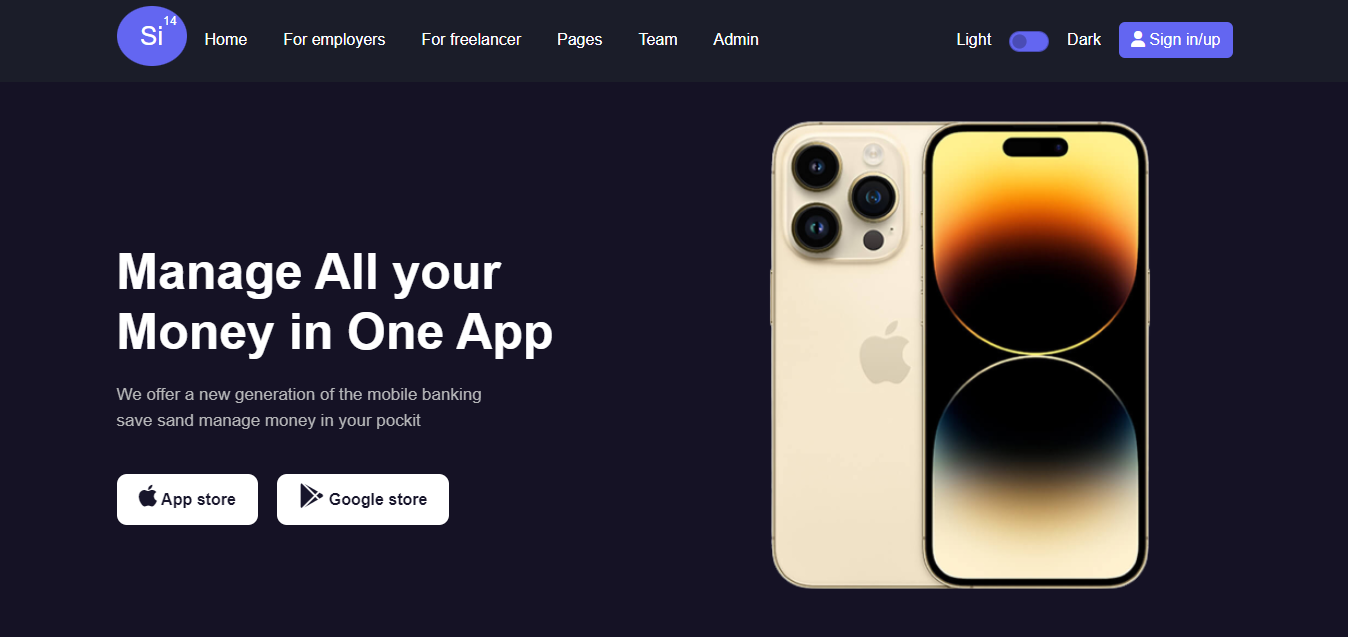 Si 14
Home For employers For freelancer Pages Team Admin Light Dark Sign in/up
Manage All your
Money in One App
We offer a new generation of the mobile banking
save sand manage money in your pockit
App store Google store